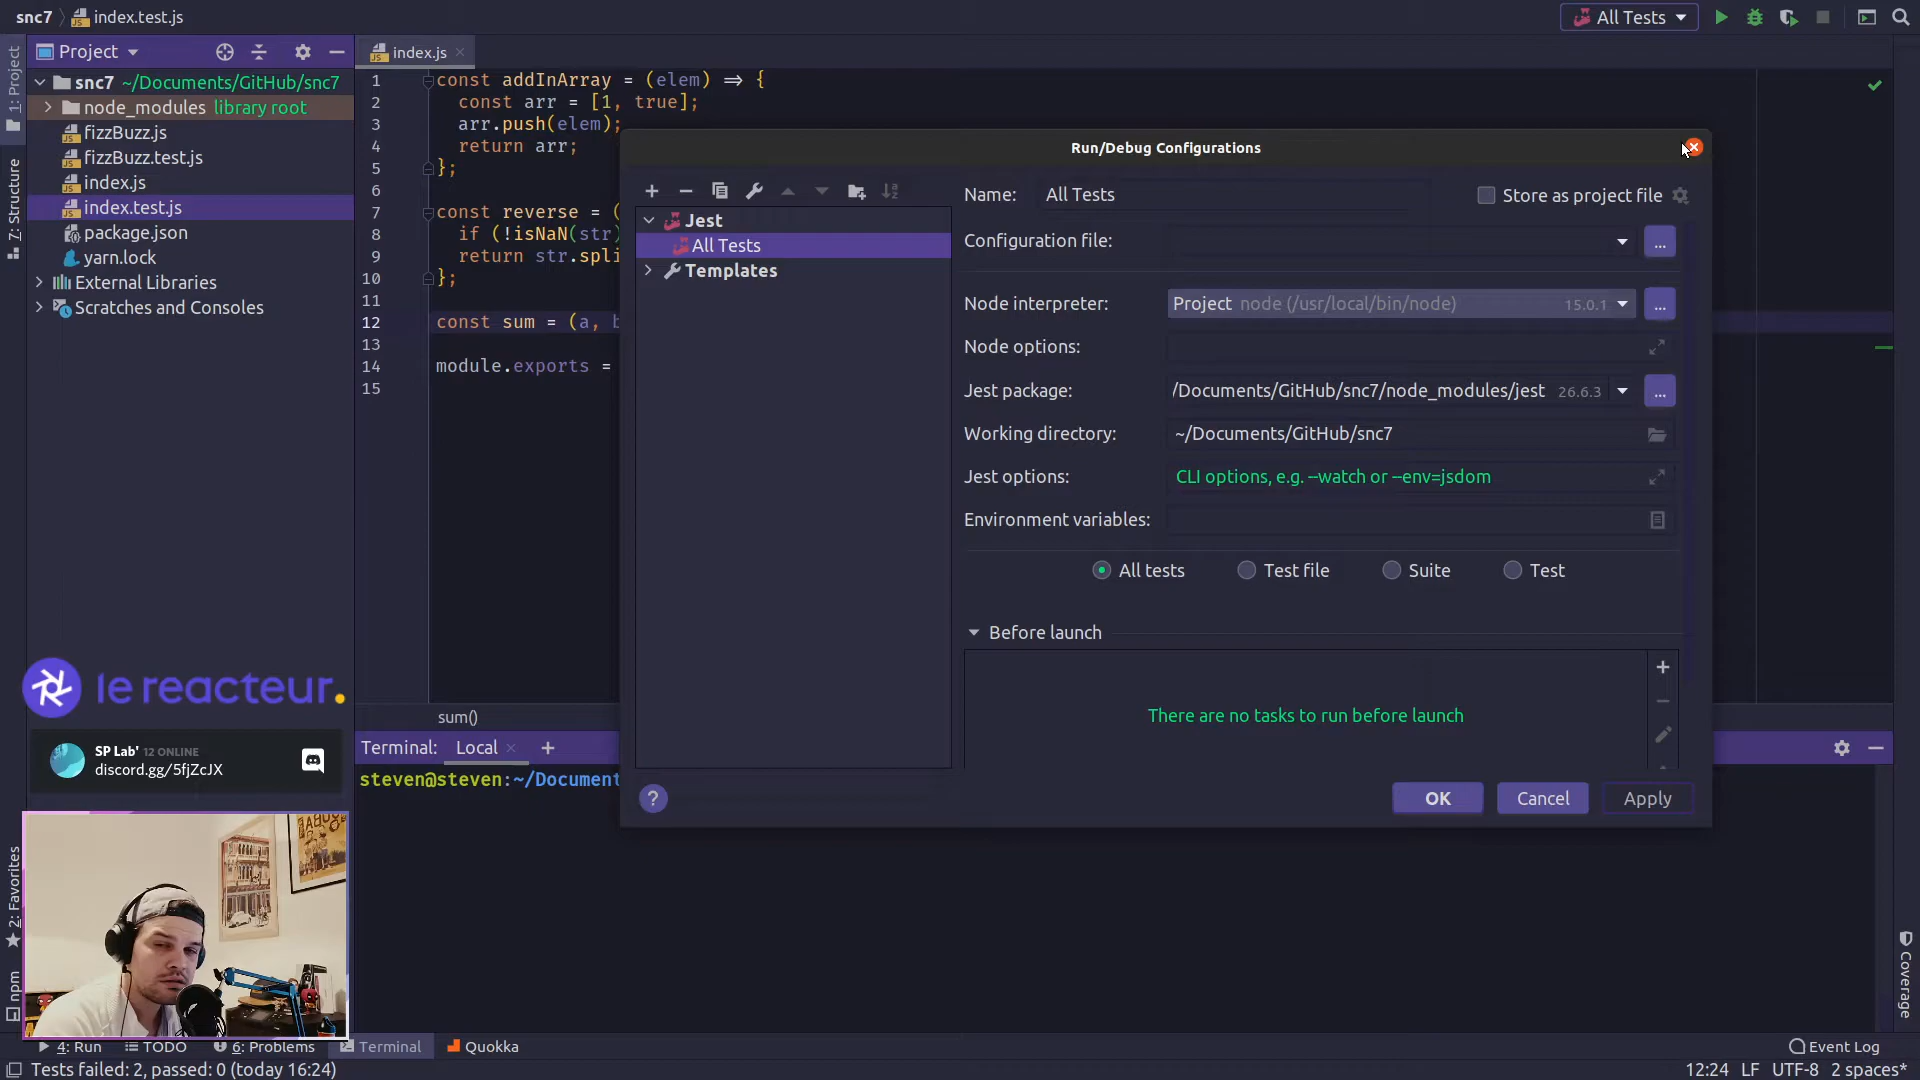 snc7
index.test.js
All Tests
1: Project
7: Structure
2: Favorites
npm
Project
snc7 ~/Documents/GitHub/snc7
node_modules library root
fizzBuzz.js
fizzBuzz.test.js
index.js
index.test.js
package.json
yarn.lock
External Libraries
Scratches and Consoles
index.js
1 const addInArray = (elem) => {
2 const arr = [1, true];
3 arr.push(elem);
4 return arr;
5 };
6
7 const reverse = (
8 if (!isNaN(str)
9 return str.spli
10 };
11
12 const sum = (a, b
13
14 module.exports =
15
sum()
Run/Debug Configurations
Jest
All Tests
Templates
Name: All Tests
Store as project file
Configuration file:
...
Node interpreter: Project node (/usr/local/bin/node) 15.0.1
...
Node options:
Jest package: /Documents/GitHub/snc7/node_modules/jest 26.6.3
...
Working directory: ~/Documents/GitHub/snc7
Jest options: CLI options, e.g. --watch or --env=jsdom
Environment variables:
All tests Test file Suite Test
Before launch
There are no tasks to run before launch
?
OK Cancel Apply
Terminal: Local
steven@steven:~/Document
le reacteur.
SP Lab' 12 ONLINE
discord.gg/5fjZcJX
Coverage
4: Run TODO 6: Problems Terminal Quokka Event Log
Tests failed: 2, passed: 0 (today 16:24) 12:24 LF UTF-8 2 spaces*